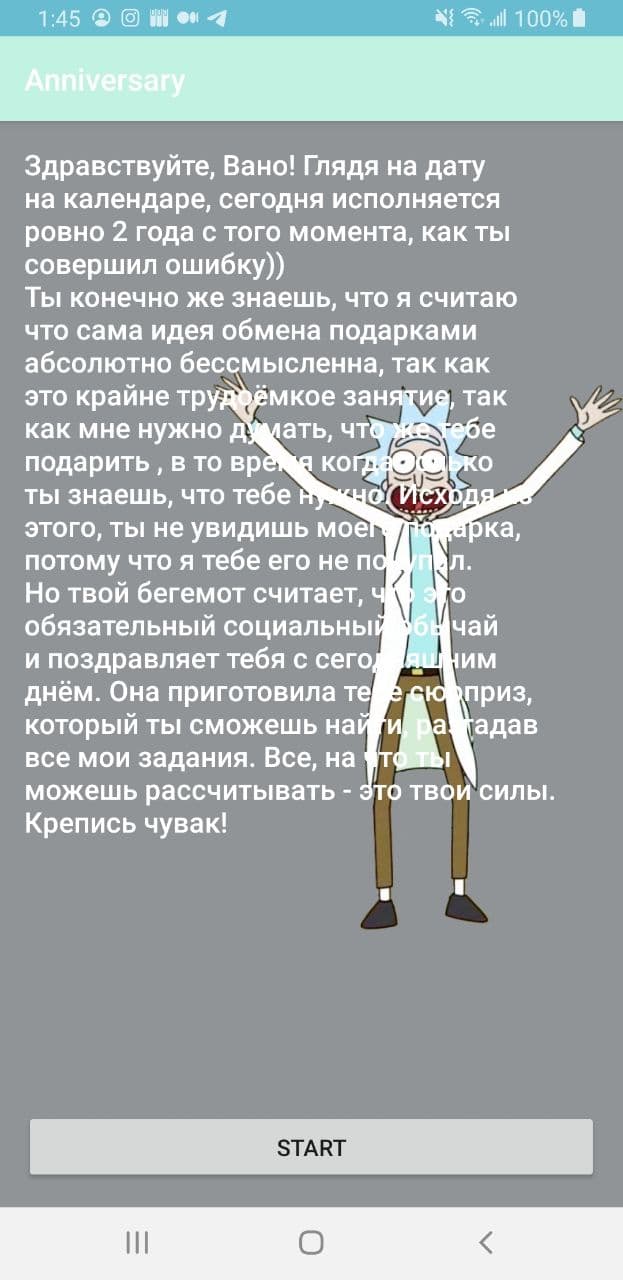 1:45
100%
Anniversary
Здравствуйте, Вано! Глядя на дату
на календаре, сегодня исполняется
ровно 2 года с того момента, как ты
совершил ошибку))
Ты конечно же знаешь, что я считаю
что сама идея обмена подарками
абсолютно бессмысленна, так как
это крайне трудоёмкое занятие, так
как мне нужно думать, что же тебе
подарить , в то время когда только
ты знаешь, что тебе нужно. Исходя из
этого, ты не увидишь моего подарка,
потому что я тебе его не покупал.
Но твой бегемот считает, что это
обязательный социальный обычай
и поздравляет тебя с сегодняшним
днём. Она приготовила тебе сюрприз,
который ты сможешь найти, разгадав
все мои задания. Все, на что ты
можешь рассчитывать - это твои силы.
Крепись чувак!
START